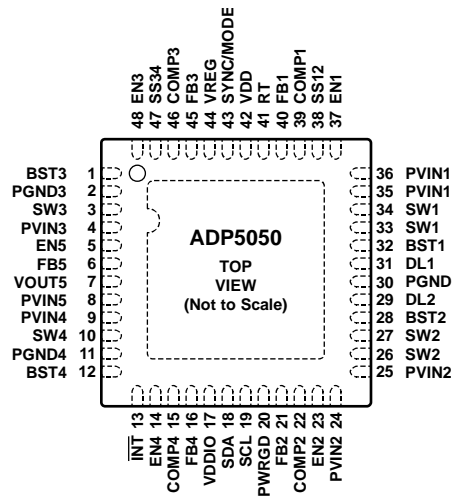 48 EN3
47 SS34
46 COMP3
45 FB3
44 VREG
43 SYNC/MODE
42 VDD
41 RT
40 FB1
39 COMP1
38 SS12
37 EN1
BST3 1
PGND3 2
SW3 3
PVIN3 4
EN5 5
FB5 6
VOUT5 7
PVIN5 8
PVIN4 9
SW4 10
PGND4 11
BST4 12
ADP5050
TOP
VIEW
(Not to Scale)
36 PVIN1
35 PVIN1
34 SW1
33 SW1
32 BST1
31 DL1
30 PGND
29 DL2
28 BST2
27 SW2
26 SW2
25 PVIN2
INT 13
EN4 14
COMP4 15
FB4 16
VDDIO 17
SDA 18
SCL 19
PWRGD 20
FB2 21
COMP2 22
EN2 23
PVIN2 24